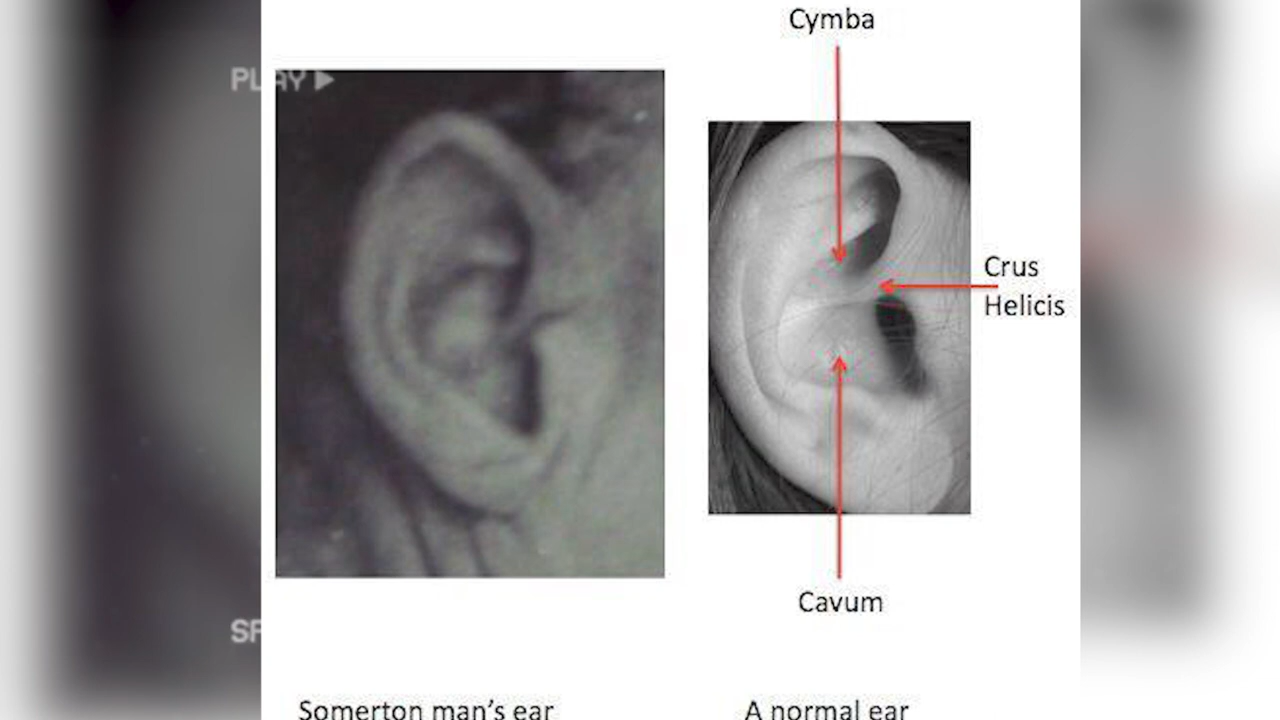 Cymba
PLAY
Crus
Helicis
Cavum
Somerton man's ear
A normal ear